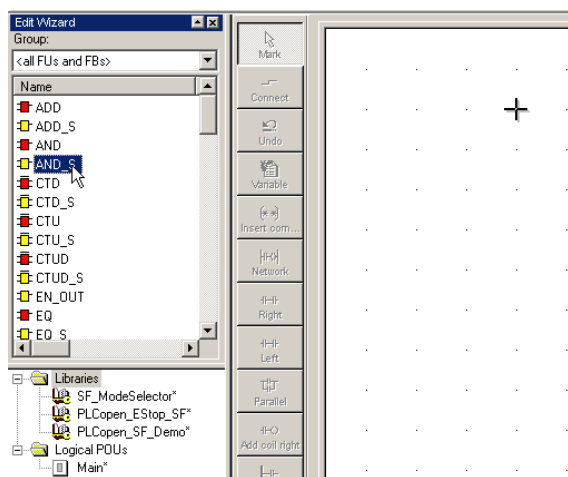 Edit Wizard
Group:
<all FUs and FBs>
Name
ADD
ADD_S
AND
AND_S
CTD
CTD_S
CTU
CTU_S
CTUD
CTUD_S
EN_OUT
EQ
EQ_S
Libraries
SF_ModeSelector*
PLCopen_EStop_SF*
PLCopen_SF_Demo*
Logical POUs
Main*
Mark
Connect
Undo
Variable
Insert com...
Network
Right
Left
Parallel
Add coil right